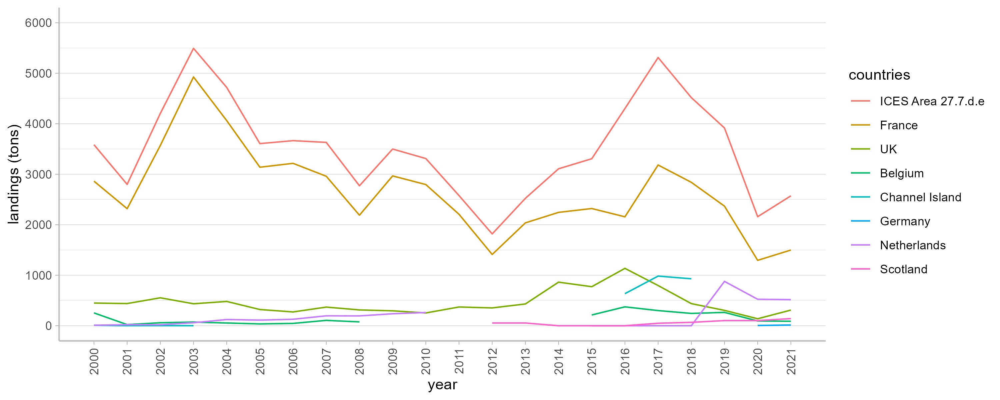 landings (tons)
6000
5000
4000
3000
2000
1000
0
2000
2001
2002
2003
2004
2005
2006
2007
2008
2009
2010
2011
2012
2013
2014
2015
2016
2017
2018
2019
2020
2021
year
countries
ICES Area 27.7.d.e
France
UK
Belgium
Channel Island
Germany
Netherlands
Scotland